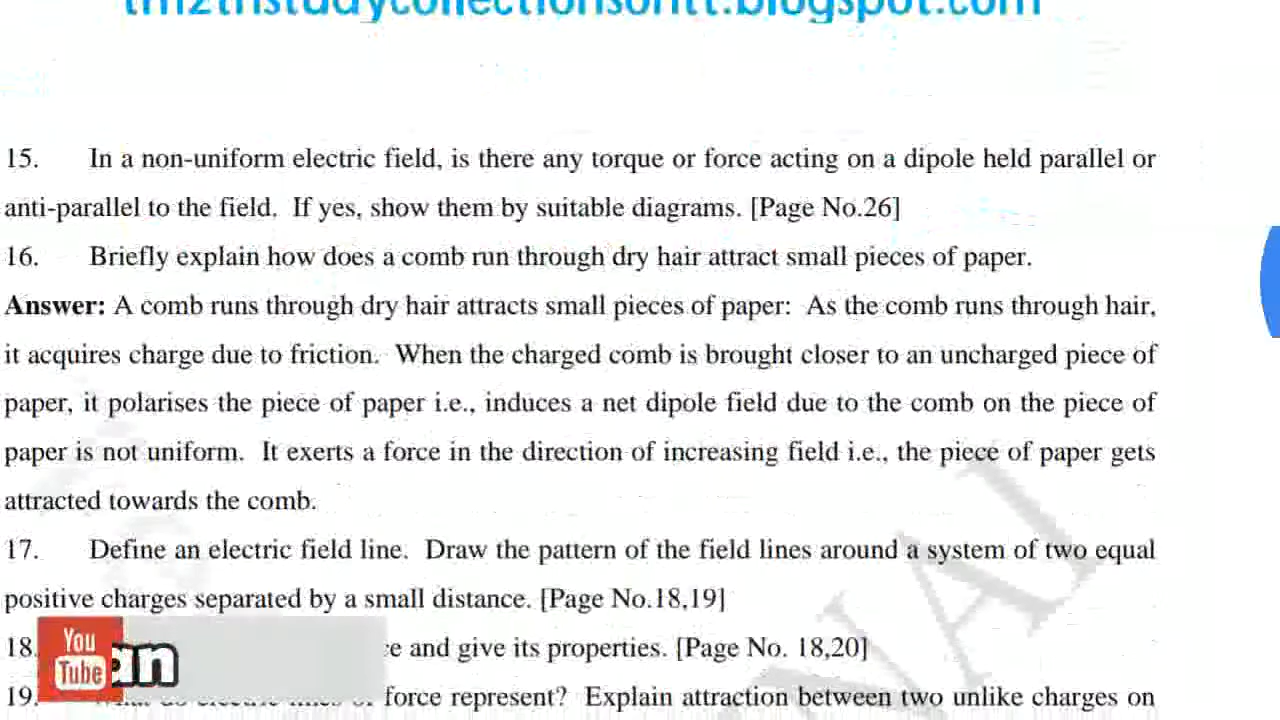 tm12thstudycollectionsoritt.blogspot.com
15. In a non-uniform electric field, is there any torque or force acting on a dipole held parallel or
anti-parallel to the field. If yes, show them by suitable diagrams. [Page No.26]
16. Briefly explain how does a comb run through dry hair attract small pieces of paper.
Answer: A comb runs through dry hair attracts small pieces of paper: As the comb runs through hair,
it acquires charge due to friction. When the charged comb is brought closer to an uncharged piece of
paper, it polarises the piece of paper i.e., induces a net dipole field due to the comb on the piece of
paper is not uniform. It exerts a force in the direction of increasing field i.e., the piece of paper gets
attracted towards the comb.
17. Define an electric field line. Draw the pattern of the field lines around a system of two equal
positive charges separated by a small distance. [Page No.18,19]
18. and give its properties. [Page No. 18,20]
You
Tube
an
19. force represent? Explain attraction between two unlike charges on